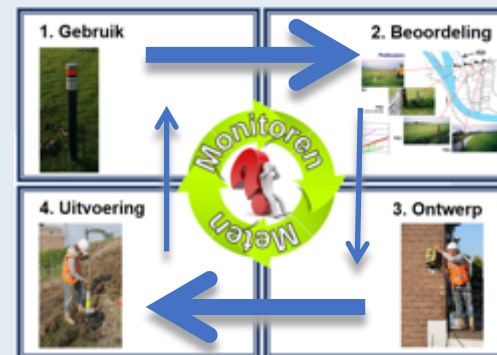 1. Gebruik
2. Beoordeling
Monitoren
Meten
4. Uitvoering
3. Ontwerp